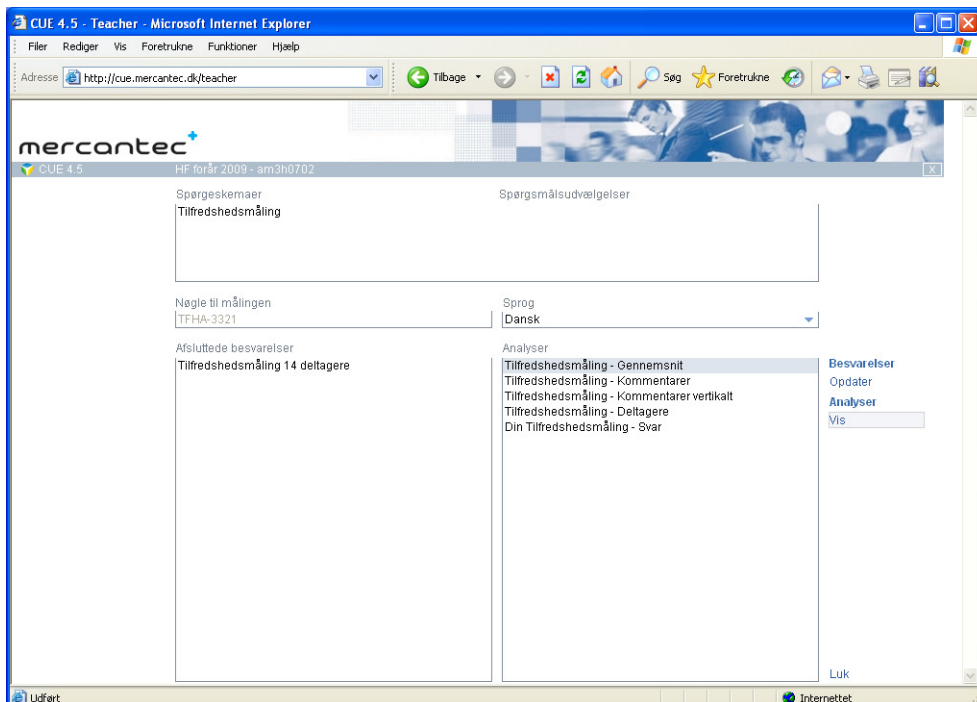 CUE 4.5 - Teacher - Microsoft Internet Explorer
Filer Rediger Vis Foretrukne Funktioner Hjælp
Adresse http://cue.mercantec.dk/teacher Tilbage Søg Foretrukne
mercantec+
CUE 4.5 HF forår 2009 - am3h0702 X
Spørgeskemaer Spørgsmålsudvælgelser
Tilfredshedsmåling
Nøgle til målingen Sprog
TFHA-3321 Dansk
Afsluttede besvarelser Analyser
Tilfredshedsmåling 14 deltagere Tilfredshedsmåling - Gennemsnit Besvarelser
Tilfredshedsmåling - Kommentarer Opdater
Tilfredshedsmåling - Kommentarer vertikalt Analyser
Tilfredshedsmåling - Deltagere Vis
Din Tilfredshedsmåling - Svar
Luk
Udført Internettet